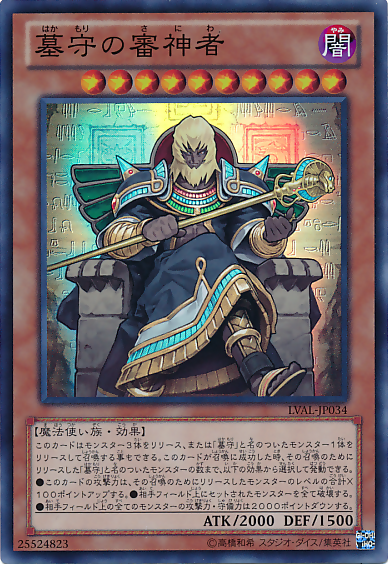 墓守の審神者
闇
LVAL-JP034
【魔法使い族・効果】
このカードはモンスター3体をリリース、または「墓守」と名のついたモンスター1体を
リリースして召喚する事もできる。このカードが召喚に成功した時、その召喚のために
リリースした「墓守」と名のついたモンスターの数まで、以下の効果から選択して発動できる。
●このカードの攻撃力は、その召喚のためにリリースしたモンスターのレベルの合計×
100ポイントアップする。●相手フィールド上にセットされたモンスターを全て破壊する。
●相手フィールド上の全てのモンスターの攻撃力・守備力は2000ポイントダウンする。
ATK/2000 DEF/1500
25524823
©高橋和希 スタジオ・ダイス/集英社